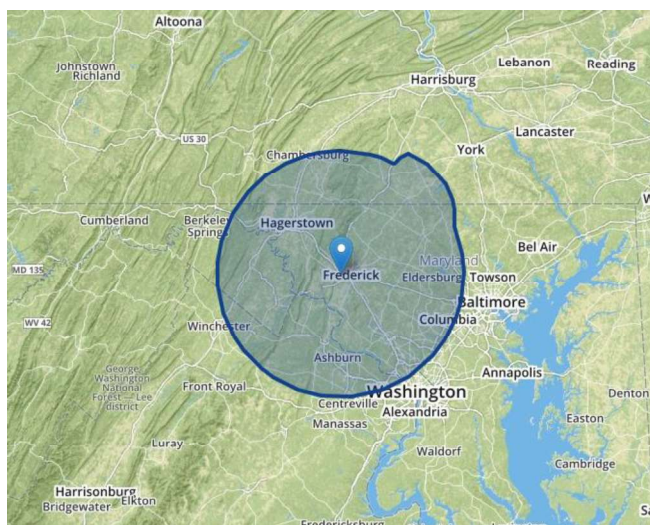 Altoona
Johnstown
Richland
Lebanon
Reading
Harrisburg
US 30
Lancaster
York
Chambersburg
Cumberland
Berkeley
Springs
Hagerstown
Bel Air
MD 135
Frederick
Maryland
Eldersburg
Towson
Baltimore
WV 42
Winchester
Columbia
George
Washington
National
Forest — Lee
district
Ashburn
Front Royal
Washington
Annapolis
Centreville
Alexandria
Denton
Manassas
Easton
Luray
Waldorf
Cambridge
Harrisonburg
Elkton
Bridgewater
Fredericksburg